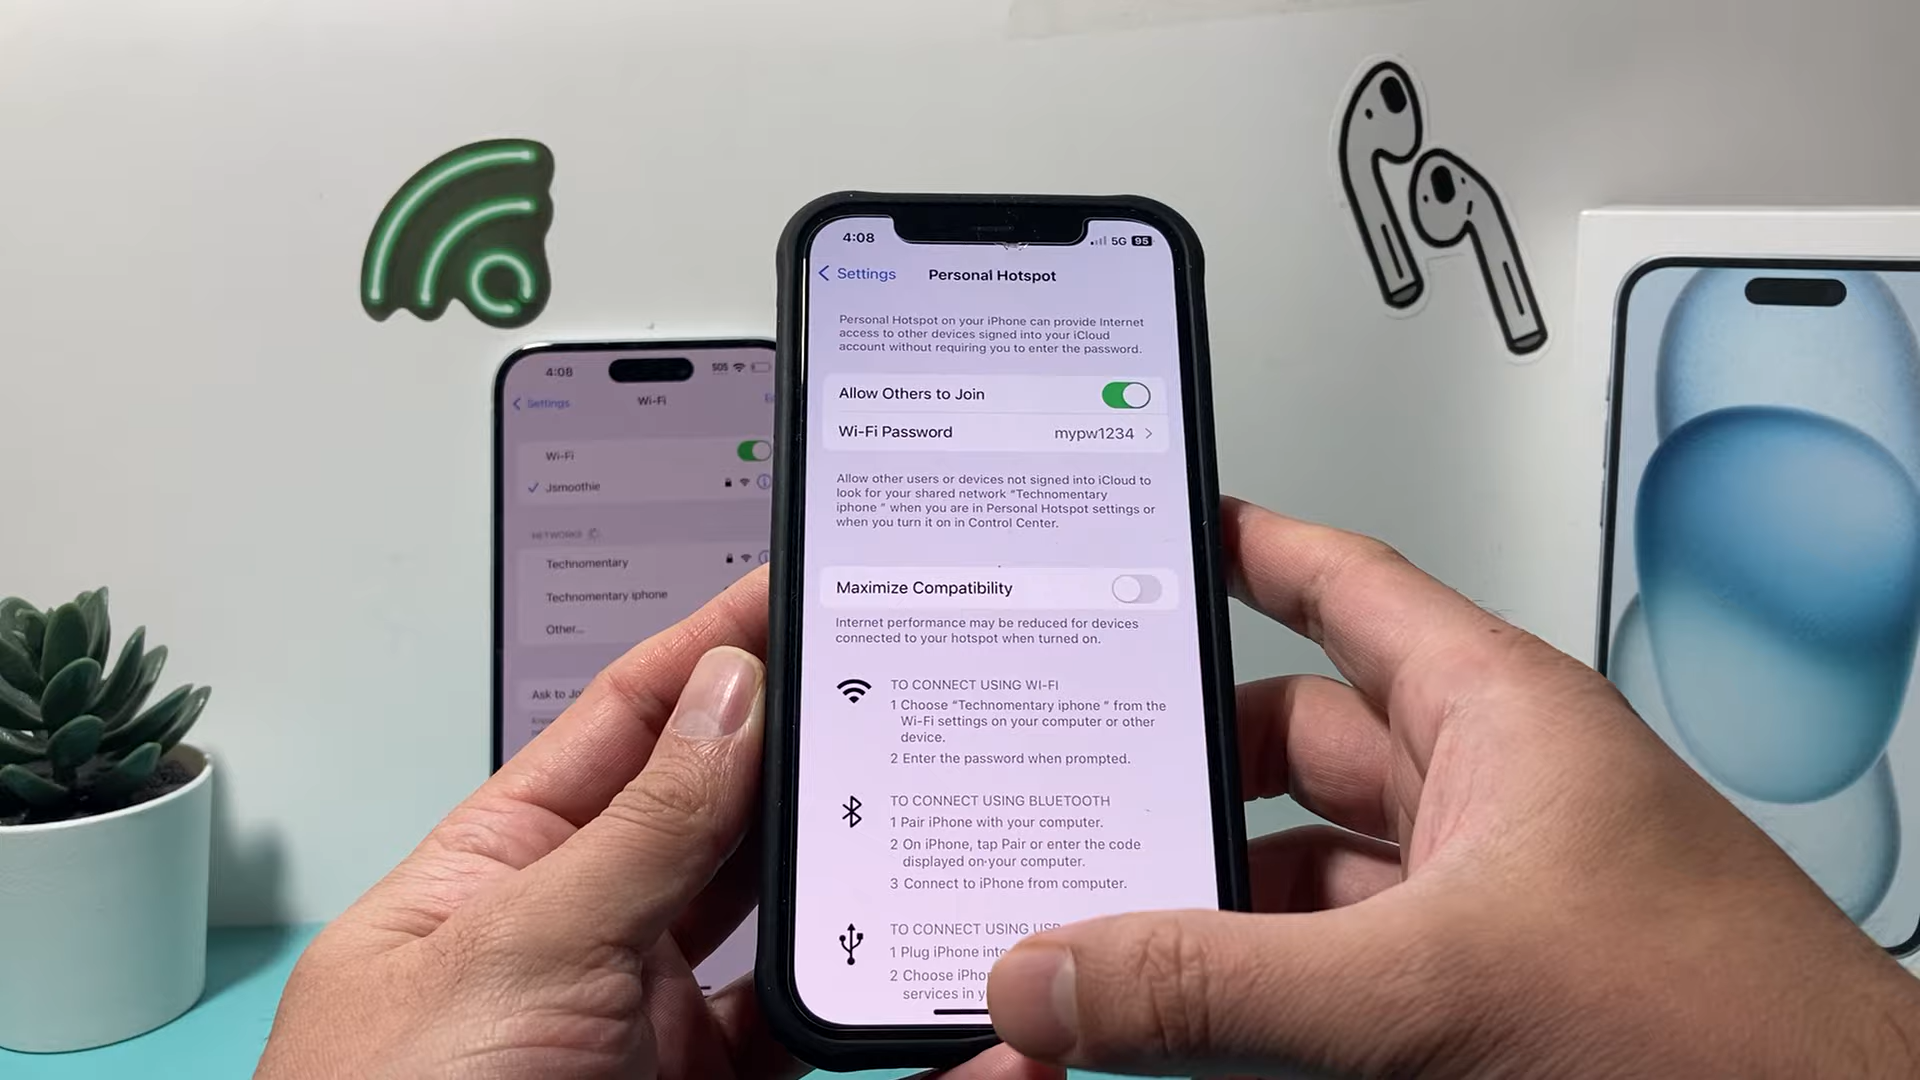 4:08
5G 95
Settings
Personal Hotspot
Personal Hotspot on your iPhone can provide Internet
access to other devices signed into your iCloud
account without requiring you to enter the password.
Allow Others to Join
Wi-Fi Password mypw1234
Allow other users or devices not signed into iCloud to
look for your shared network “Technomentary
iphone ” when you are in Personal Hotspot settings or
when you turn it on in Control Center.
Maximize Compatibility
Internet performance may be reduced for devices
connected to your hotspot when turned on.
TO CONNECT USING WI-FI
1 Choose “Technomentary iphone ” from the
Wi-Fi settings on your computer or other
device.
2 Enter the password when prompted.
TO CONNECT USING BLUETOOTH
1 Pair iPhone with your computer.
2 On iPhone, tap Pair or enter the code
displayed on your computer.
3 Connect to iPhone from computer.
TO CONNECT USING USB
1 Plug iPhone into
2 Choose
services in
4:08
SOS
Settings
Wi-Fi
Wi-Fi
Jsmoothie
NETWORKS
Technomentary
Technomentary iphone
Other...
Ask to